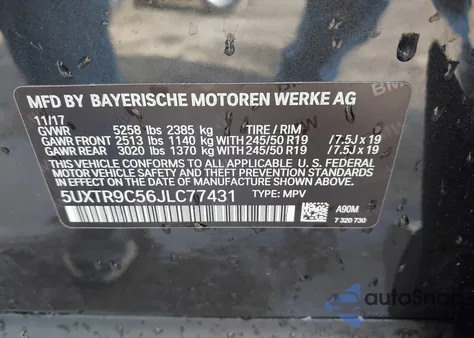 MFD BY BAYERISCHE MOTOREN WERKE AG
11/17
GVWR 5258 lbs 2385 kg TIRE / RIM
GAWR FRONT 2513 lbs 1140 kg WITH 245/50 R19 /7.5J x 19
GAWR REAR 3020 lbs 1370 kg WITH 245/50 R19 /7.5J x 19
THIS VEHICLE CONFORMS TO ALL APPLICABLE U. S. FEDERAL
MOTOR VEHICLE SAFETY AND THEFT PREVENTION STANDARDS
IN EFFECT ON THE DATE OF MANUFACTURE SHOWN ABOVE.
5UXTR9C56JLC77431 TYPE: MPV
A90M
7 320 730
BMW